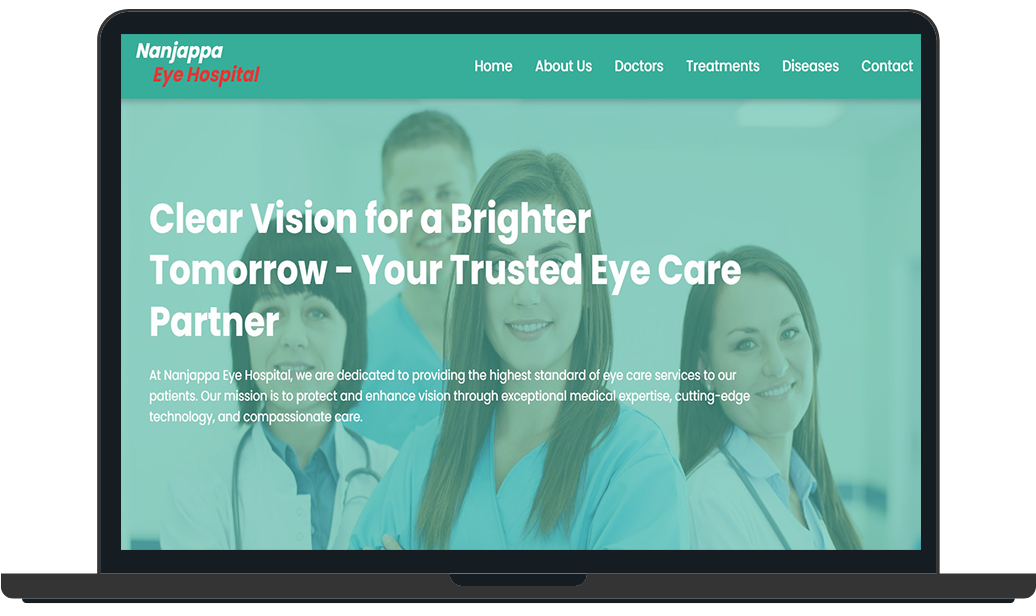 Nanjappa
Eye Hospital
Home About Us Doctors Treatments Diseases Contact
Clear Vision for a Brighter
Tomorrow - Your Trusted Eye Care
Partner
At Nanjappa Eye Hospital, we are dedicated to providing the highest standard of eye care services to our
patients. Our mission is to protect and enhance vision through exceptional medical expertise, cutting-edge
technology, and compassionate care.